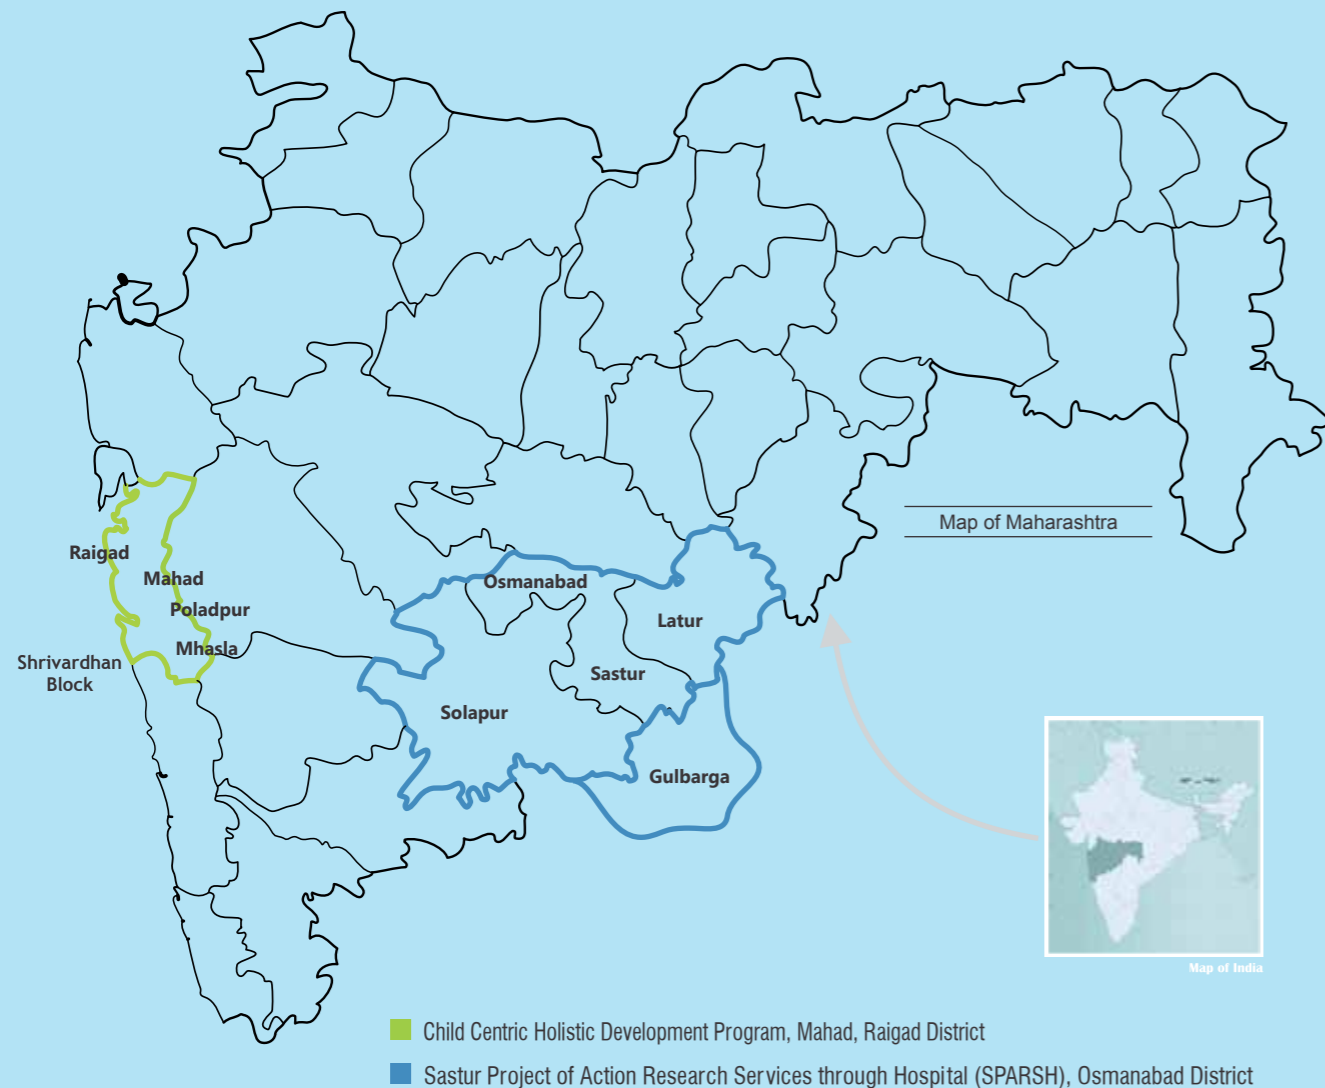 Map of Maharashtra
Raigad
Mahad
Osmanabad
Poladpur
Latur
Mhasla
Shrivardhan
Block
Sastur
Solapur
Gulbarga
Map of India
Child Centric Holistic Development Program, Mahad, Raigad District
Sastur Project of Action Research Services through Hospital (SPARSH), Osmanabad District